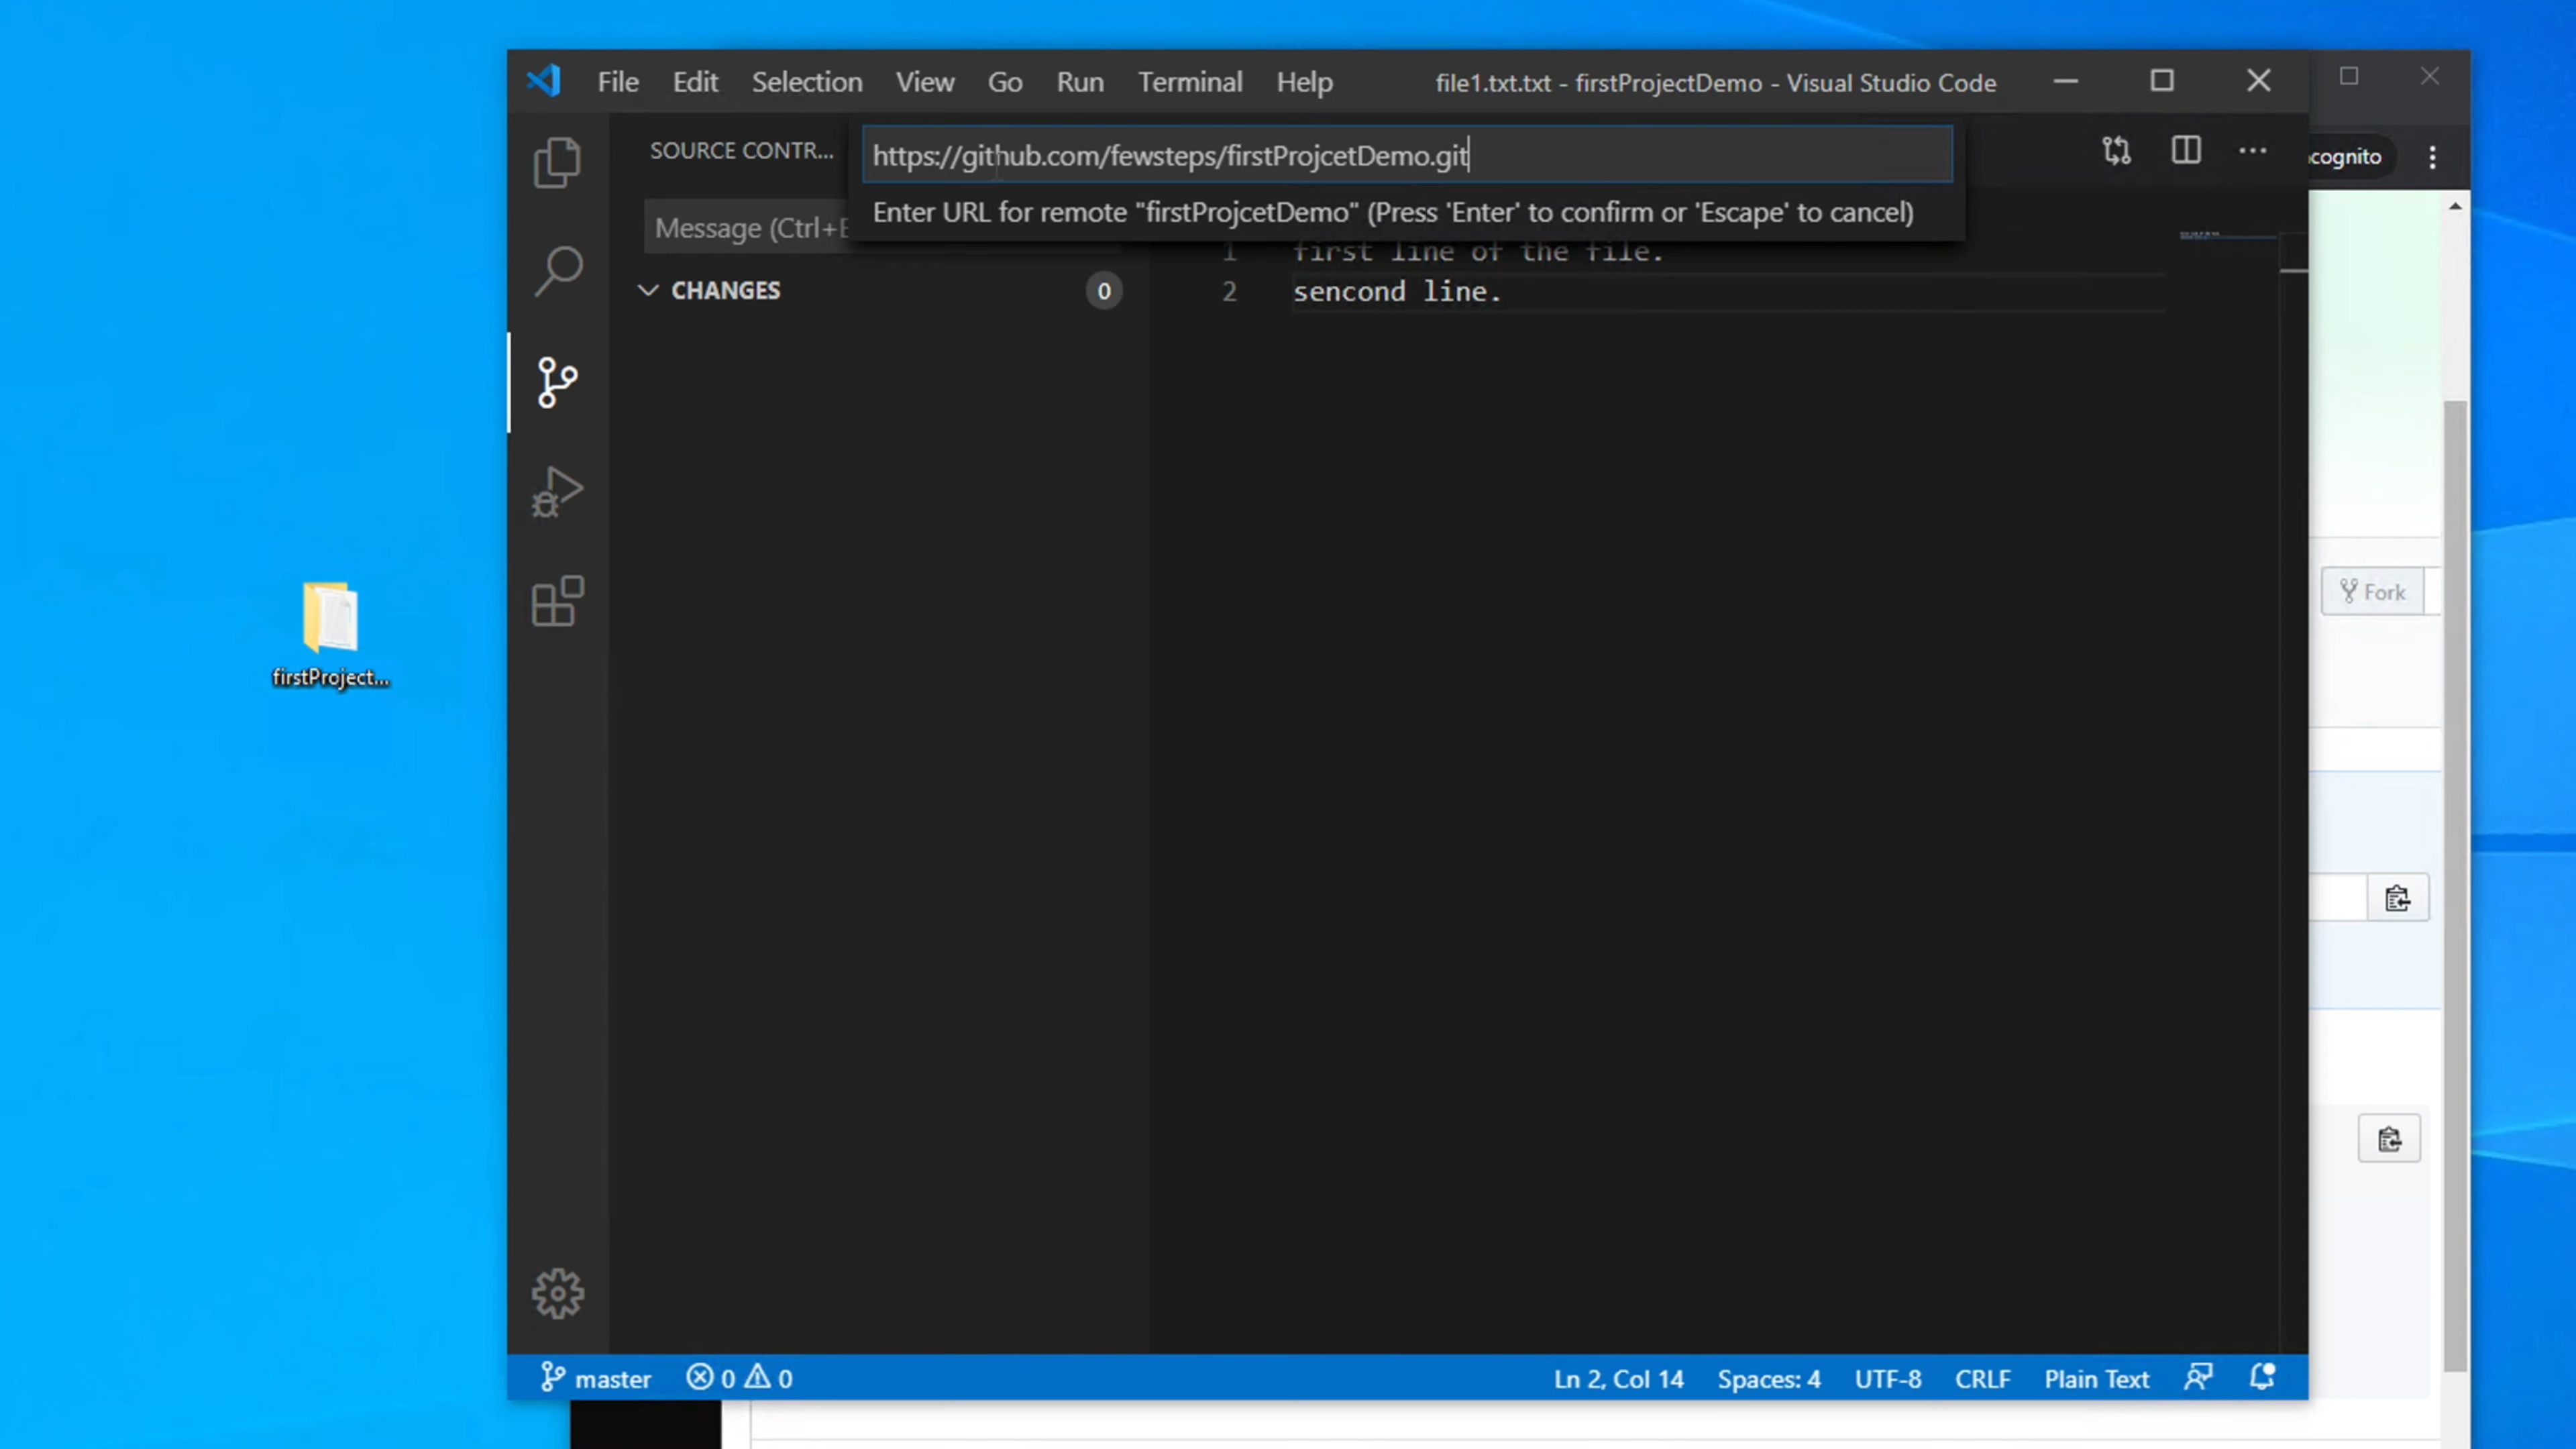 File Edit Selection View Go Run Terminal Help file1.txt.txt - firstProjectDemo - Visual Studio Code
SOURCE CONTR...
https://github.com/fewsteps/firstProjcetDemo.git
cognito
Enter URL for remote "firstProjcetDemo" (Press 'Enter' to confirm or 'Escape' to cancel)
Message (Ctrl+E
1 first line of the file.
CHANGES 0
2 sencond line.
Fork
firstProject...
master 0 0 Ln 2, Col 14 Spaces: 4 UTF-8 CRLF Plain Text